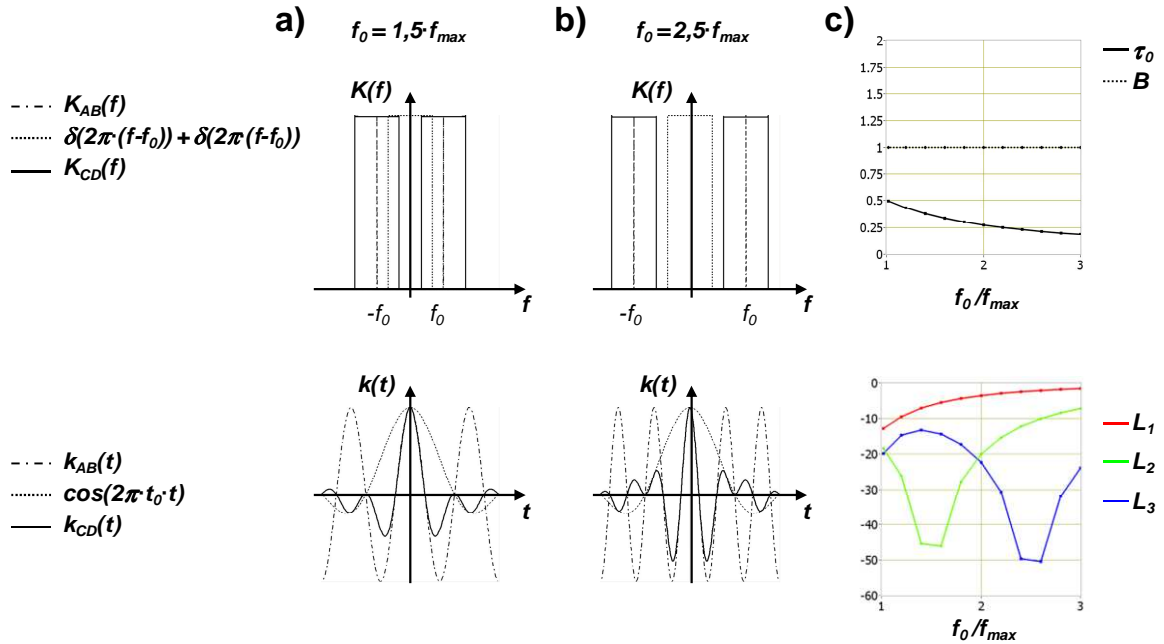 a)
f0 = 1,5·fmax
b)
f0 = 2,5·fmax
c)
KAB(f)
δ(2π·(f-f0)) + δ(2π·(f-f0))
KCD(f)
K(f)
-f0
f0
f
K(f)
-f0
f0
f
2
1.75
1.5
1.25
1
0.75
0.5
0.25
0
1
2
3
f0 /fmax
τ0
B
kAB(t)
cos(2π·t0·t)
kCD(t)
k(t)
t
k(t)
t
0
-10
-20
-30
-40
-50
-60
1
2
3
f0 /fmax
L1
L2
L3